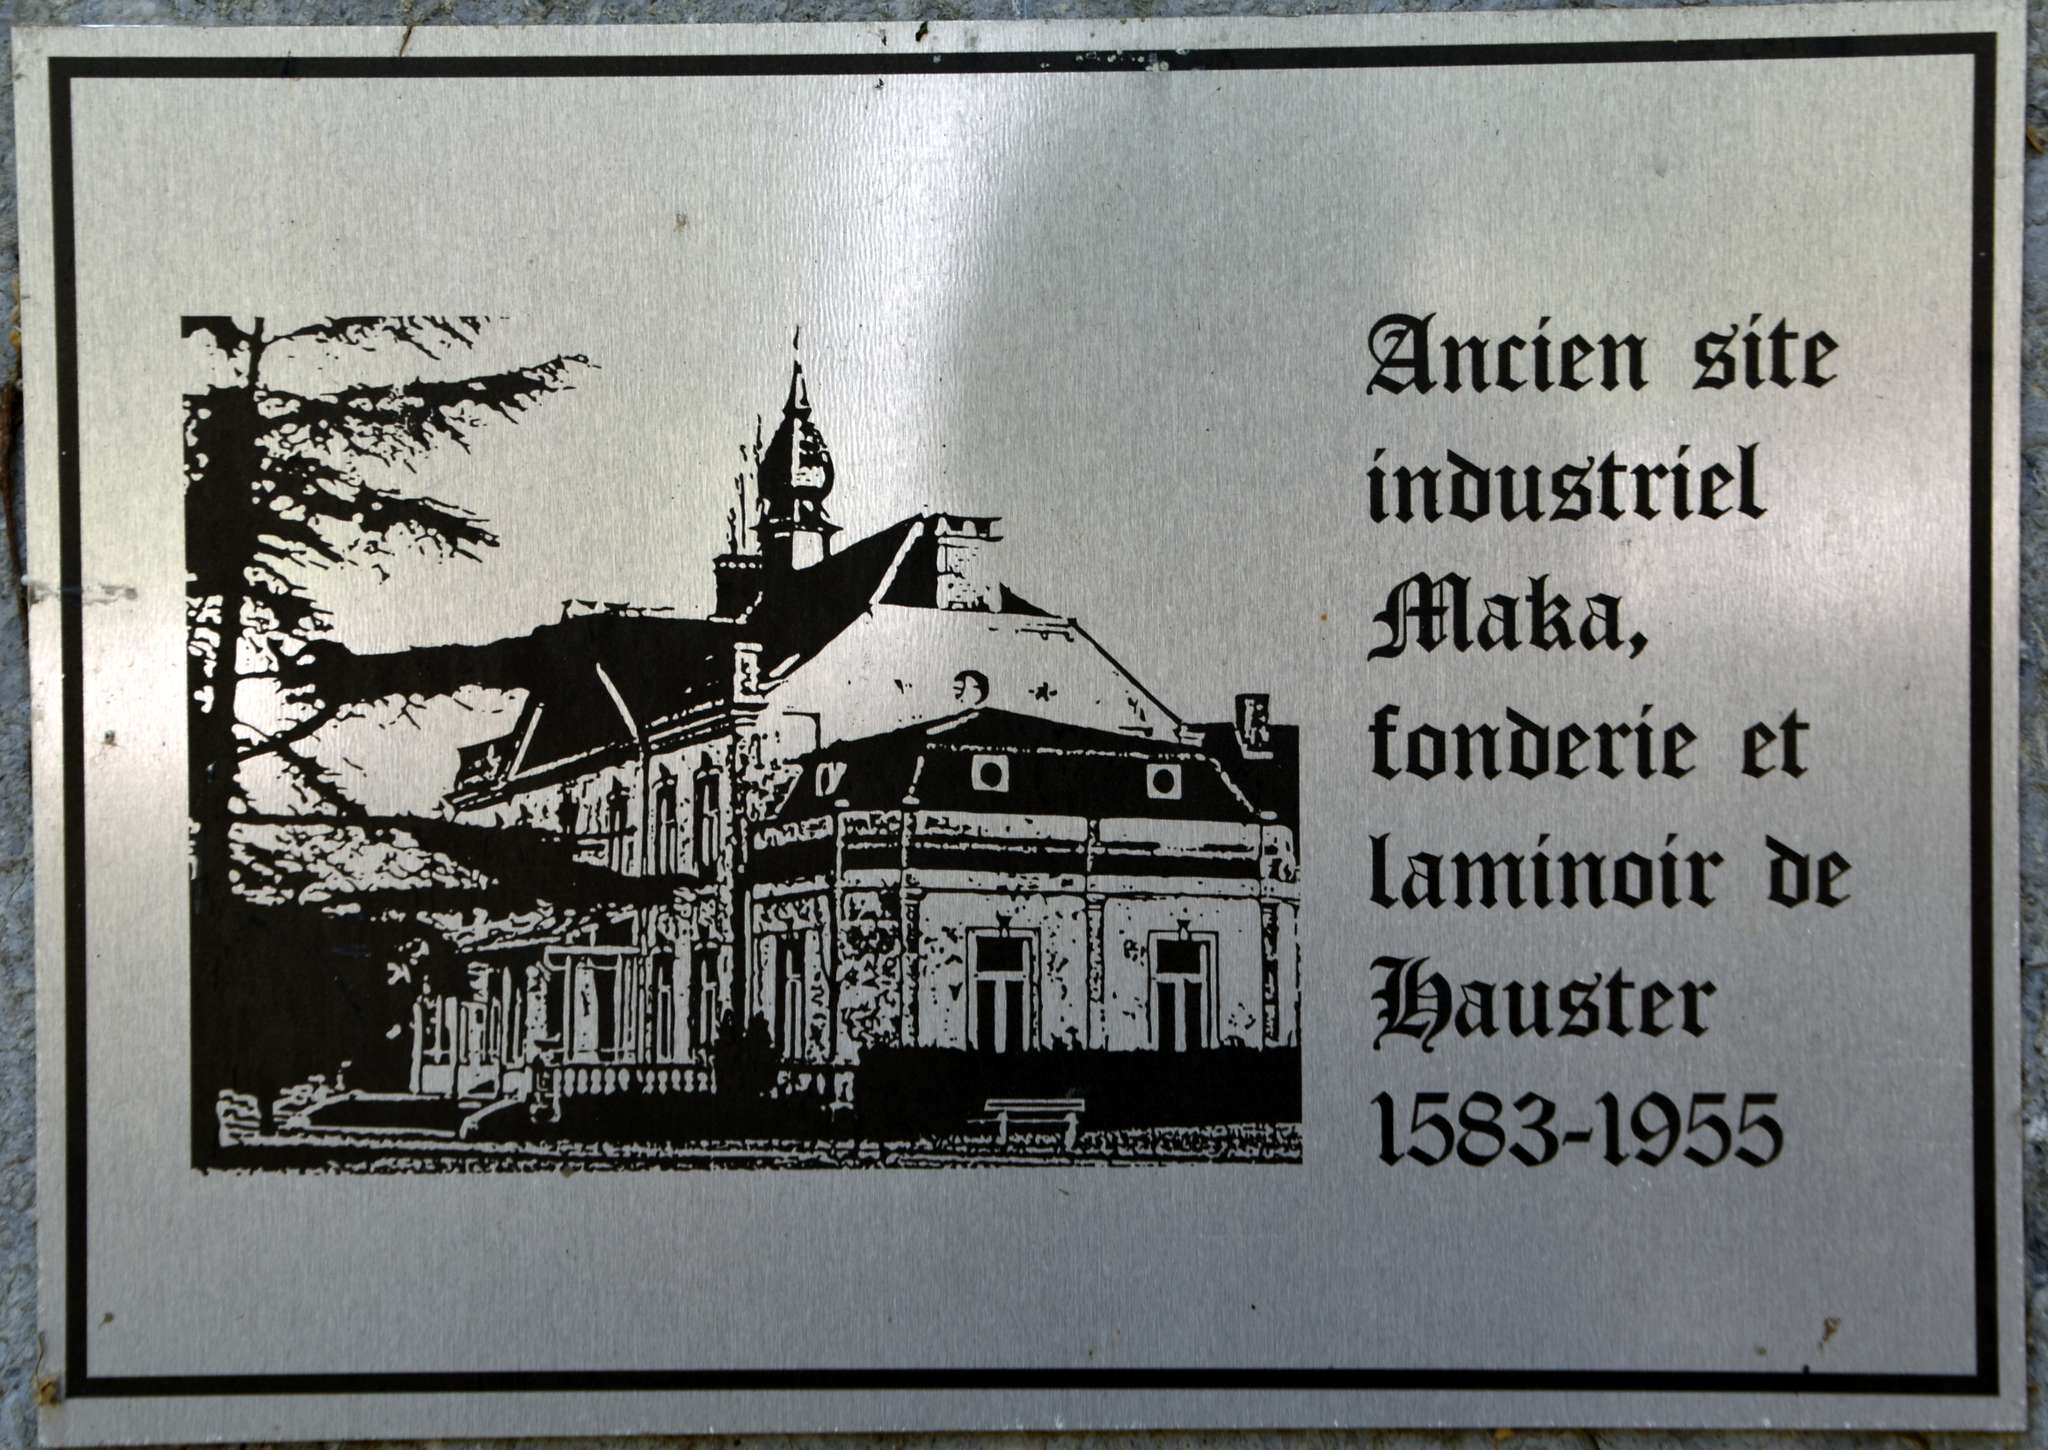 Ancien site
industriel
Maka,
fonderie et
laminoir de
Hauster
1583-1955